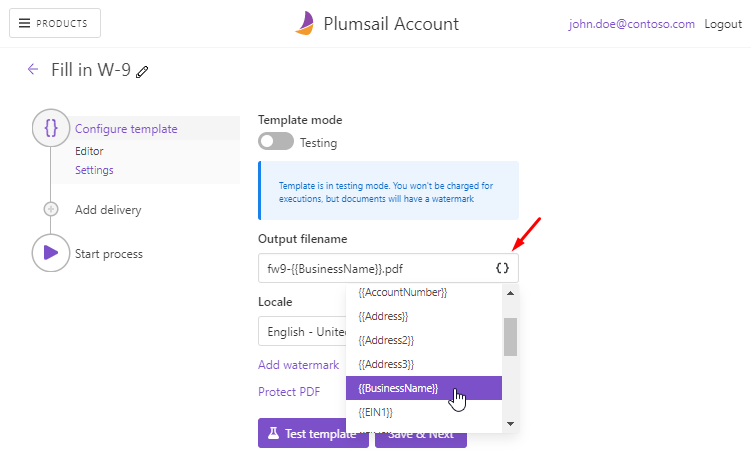 PRODUCTS
Plumsail Account
john.doe@contoso.com Logout
Fill in W-9
{} Configure template
Editor
Settings
Add delivery
Start process
Template mode
Testing
Template is in testing mode. You won't be charged for
executions, but documents will have a watermark
Output filename
fw9-{{BusinessName}}.pdf {}
Locale
English - United
{{AccountNumber}}
{{Address}}
{{Address2}}
{{Address3}}
{{BusinessName}}
{{EIN1}}
Add watermark
Protect PDF
Test template
Save & Next